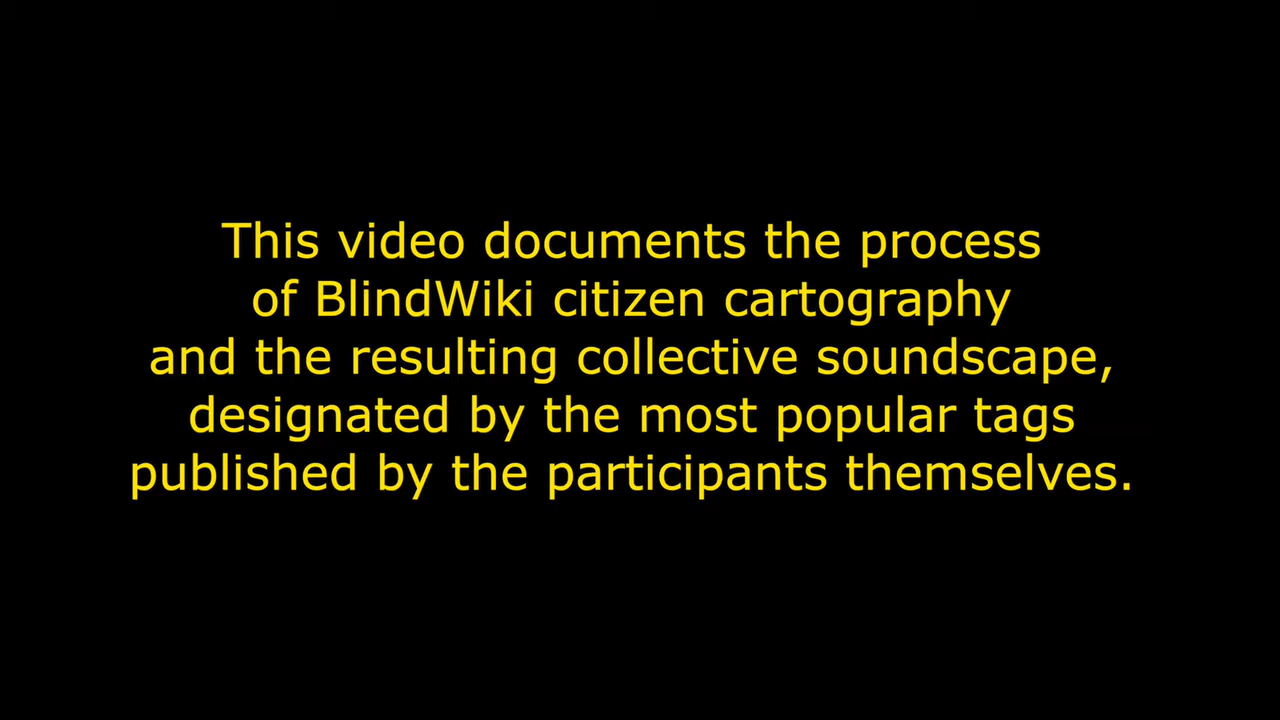 This video documents the process
of BlindWiki citizen cartography
and the resulting collective soundscape,
designated by the most popular tags
published by the participants themselves.